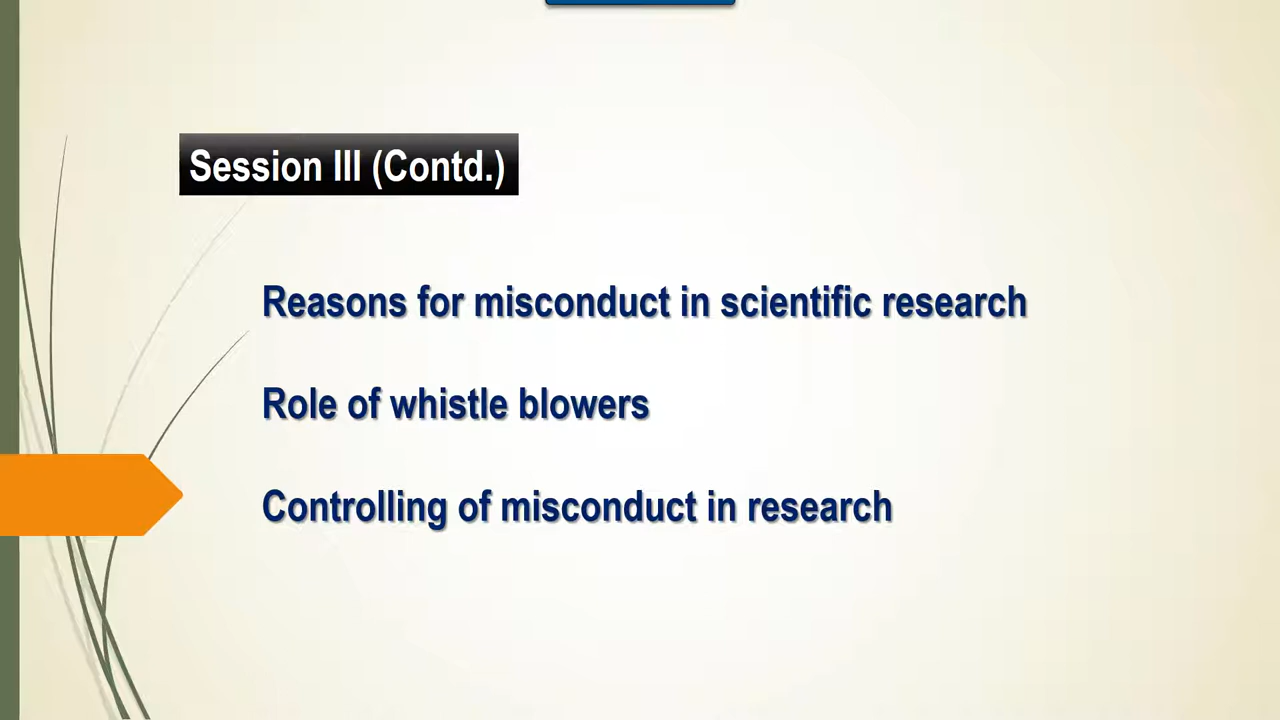 Session III (Contd.)
Reasons for misconduct in scientific research
Role of whistle blowers
Controlling of misconduct in research